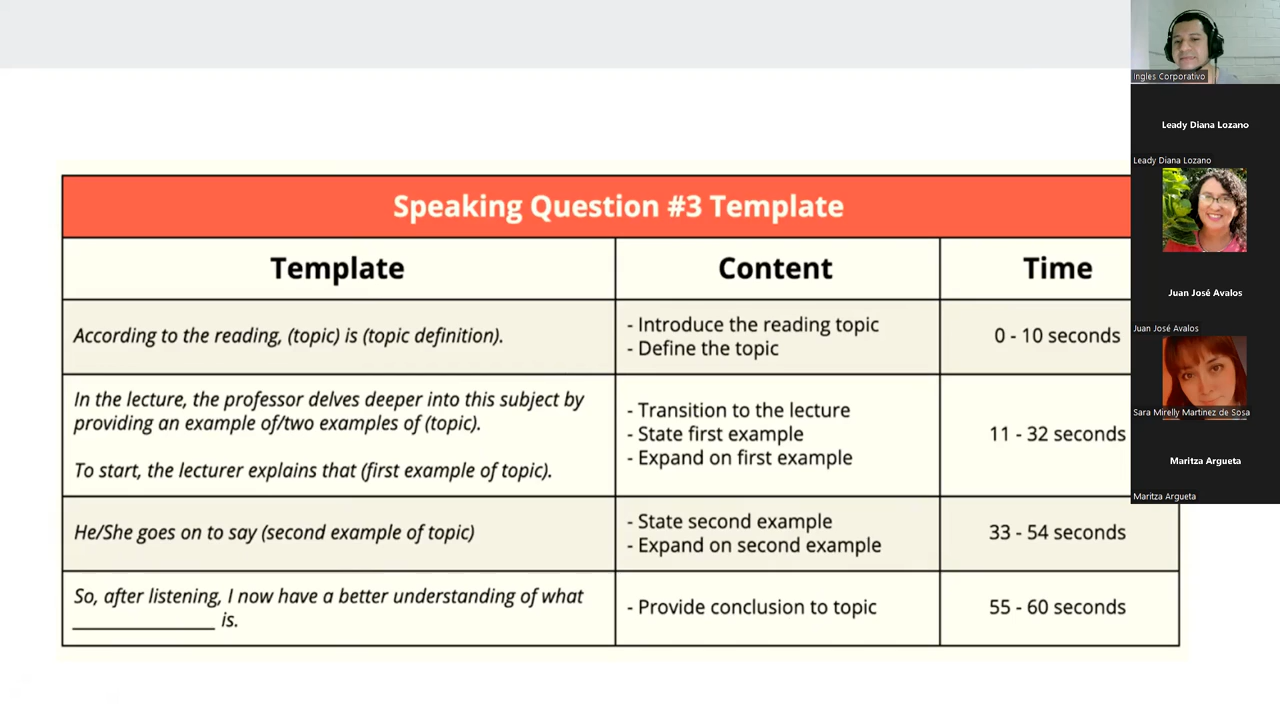 Speaking Question #3 Template
Template
Content
Time
According to the reading, (topic) is (topic definition).
- Introduce the reading topic
- Define the topic
0 - 10 seconds
In the lecture, the professor delves deeper into this subject by
providing an example of/two examples of (topic).
To start, the lecturer explains that (first example of topic).
- Transition to the lecture
- State first example
- Expand on first example
11 - 32 seconds
He/She goes on to say (second example of topic)
- State second example
- Expand on second example
33 - 54 seconds
So, after listening, I now have a better understanding of what
_______________ is.
- Provide conclusion to topic
55 - 60 seconds
Ingles Corporativo
Leady Diana Lozano
Leady Diana Lozano
Juan José Avalos
Juan José Avalos
Sara Mirelly Martinez de Sosa
Maritza Argueta
Maritza Argueta